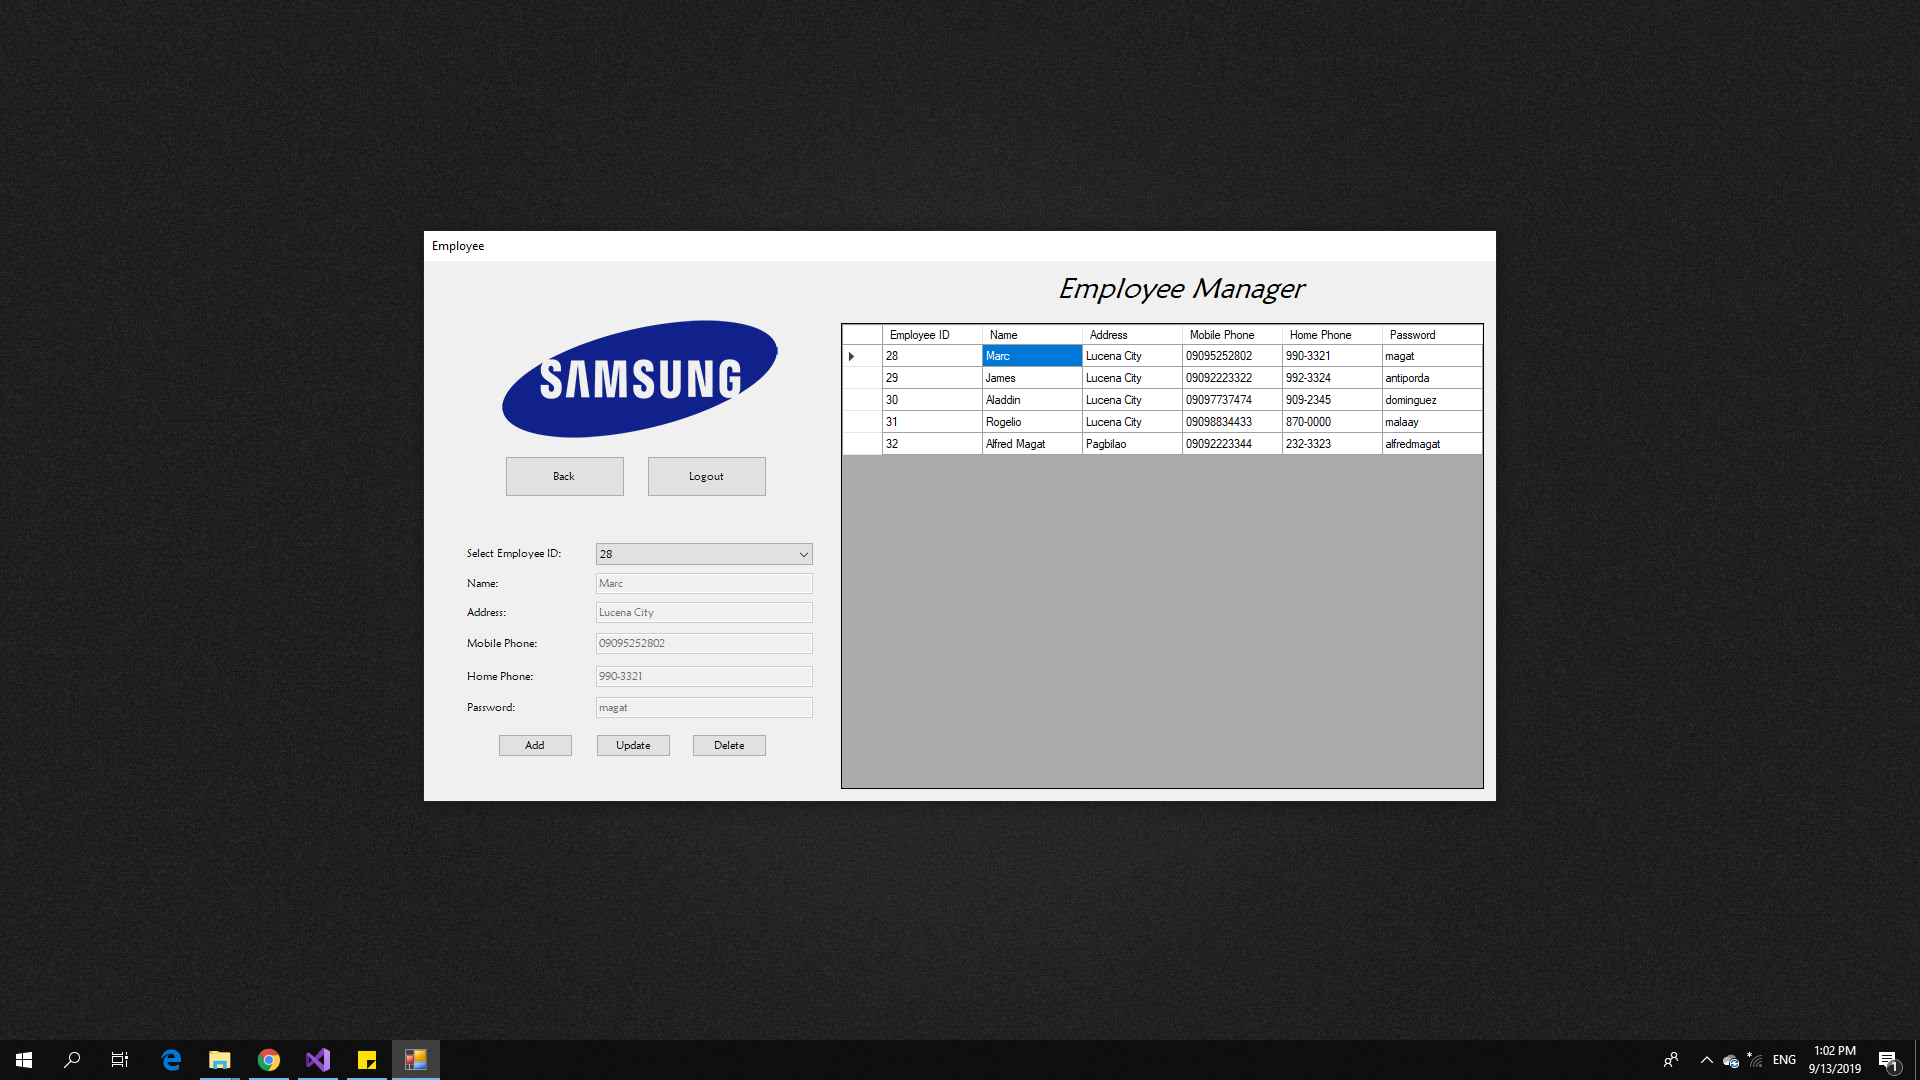 Employee
Employee Manager
SAMSUNG
Back Logout
Select Employee ID: 28
Name: Marc
Address: Lucena City
Mobile Phone: 09095252802
Home Phone: 990-3321
Password: magat
Add Update Delete
Employee ID Name Address Mobile Phone Home Phone Password
28 Marc Lucena City 09095252802 990-3321 magat
29 James Lucena City 09092223322 992-3324 antiporda
30 Aladdin Lucena City 09097737474 909-2345 dominguez
31 Rogelio Lucena City 09098834433 870-0000 malaay
32 Alfred Magat Pagbilao 09092223344 232-3323 alfredmagat
ENG
1:02 PM
9/13/2019
1